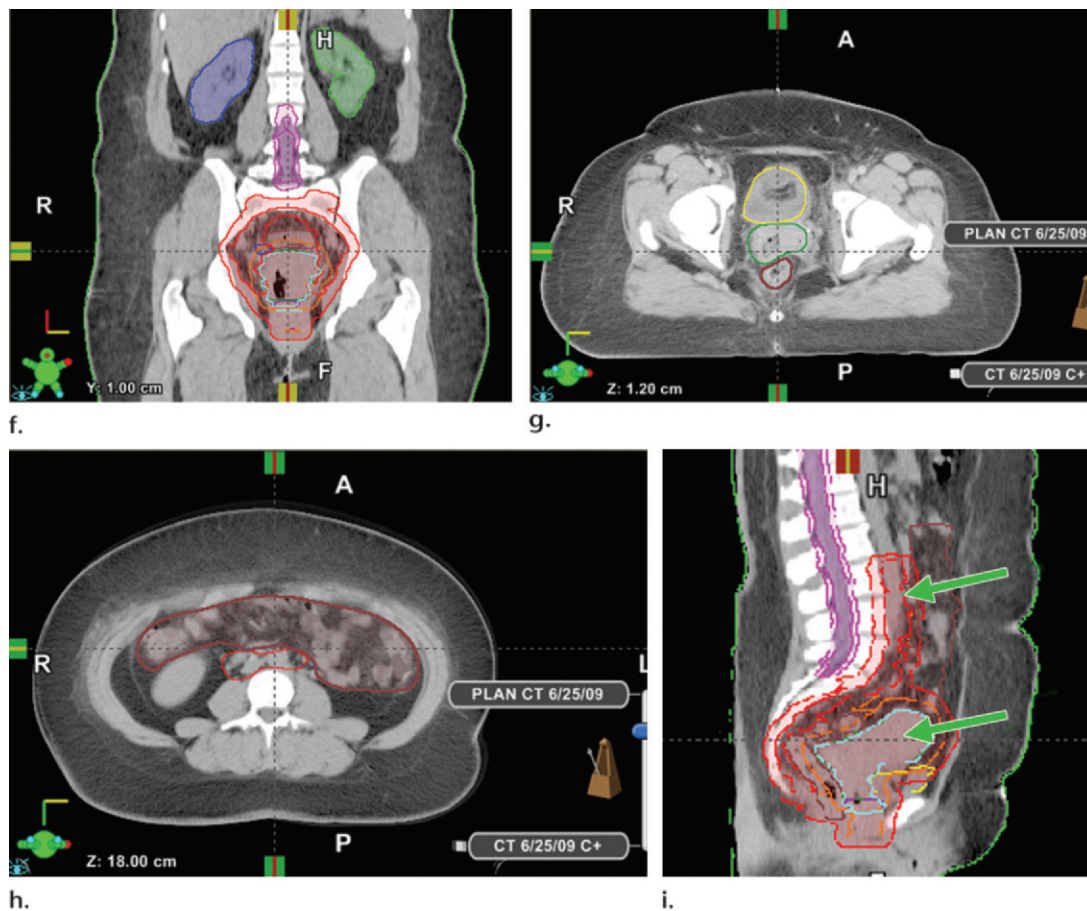 H
R
F
Y: 1.00 cm
f.
A
R
PLAN CT 6/25/09
P
CT 6/25/09 C+
Z: 1.20 cm
g.
A
R
L
PLAN CT 6/25/09
P
CT 6/25/09 C+
Z: 18.00 cm
h.
H
i.